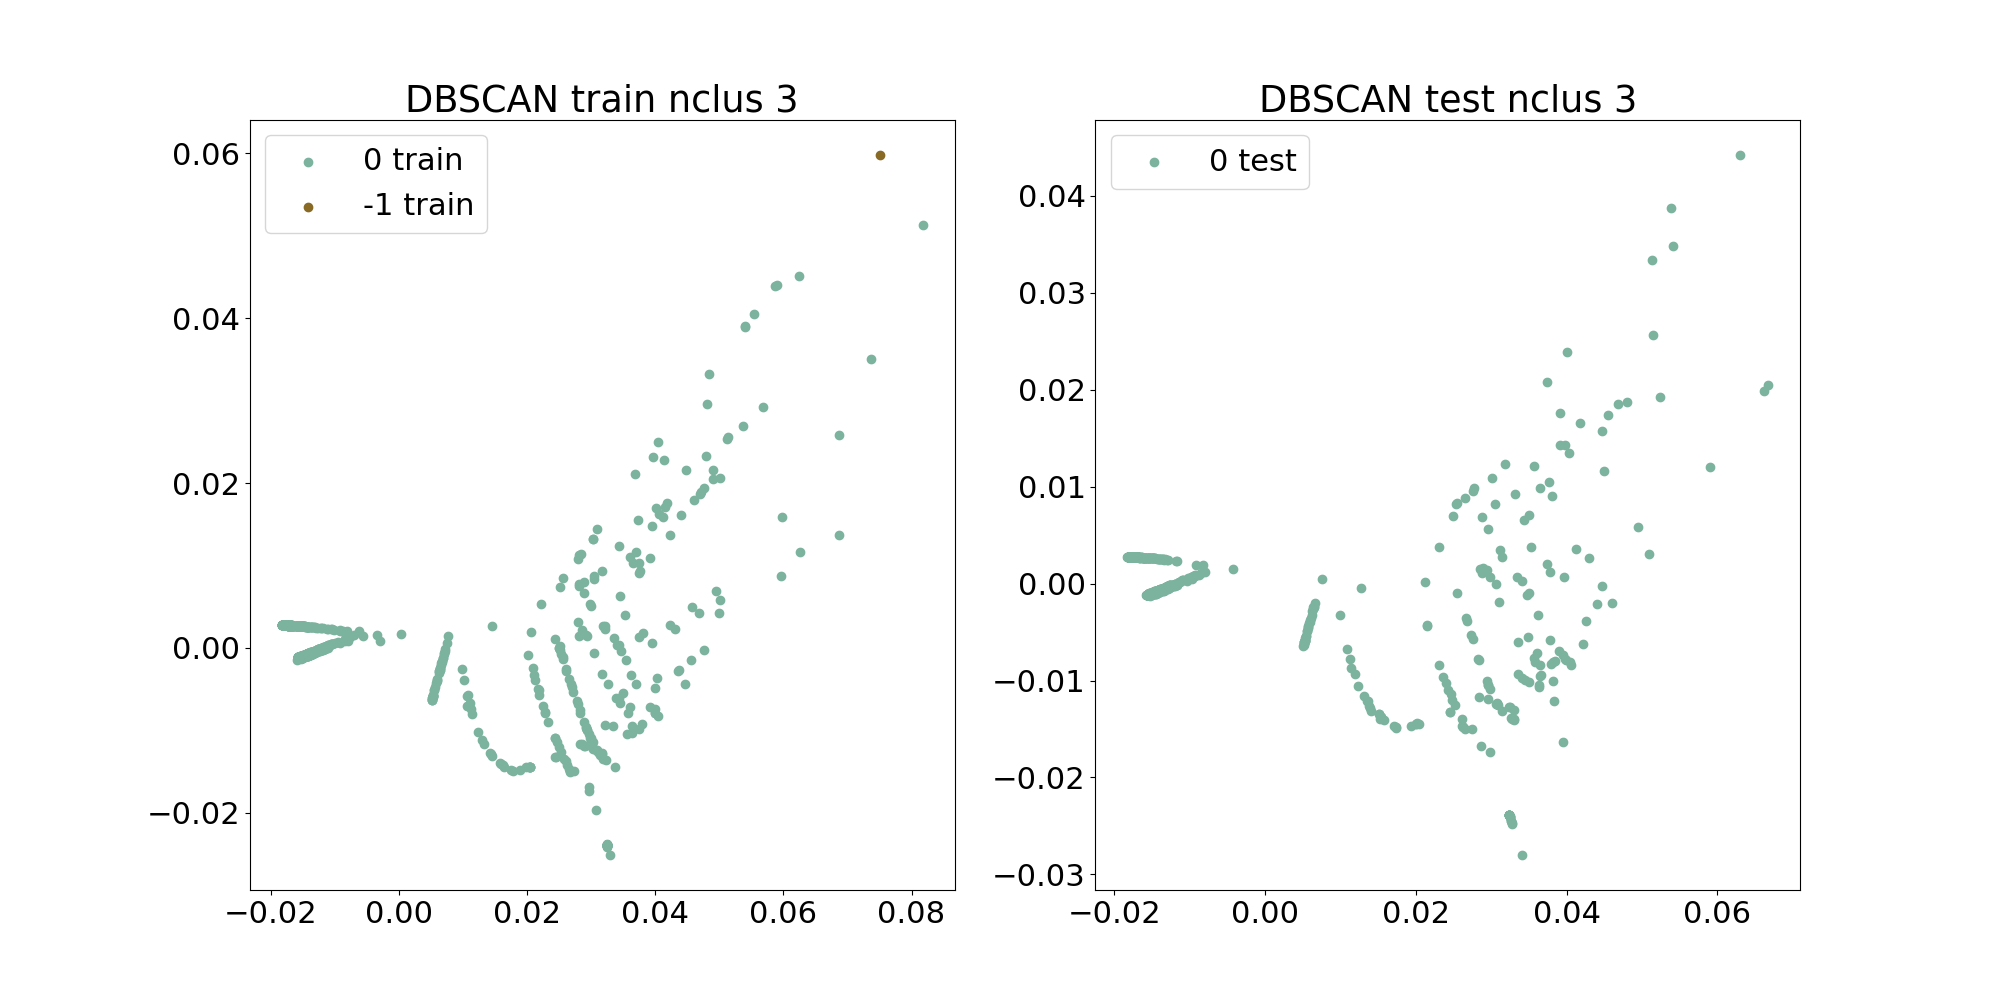 DBSCAN train nclus 3
0 train
-1 train
0.06
0.04
0.02
0.00
−0.02
−0.02 0.00 0.02 0.04 0.06 0.08
DBSCAN test nclus 3
0 test
0.04
0.03
0.02
0.01
0.00
−0.01
−0.02
−0.03
−0.02 0.00 0.02 0.04 0.06